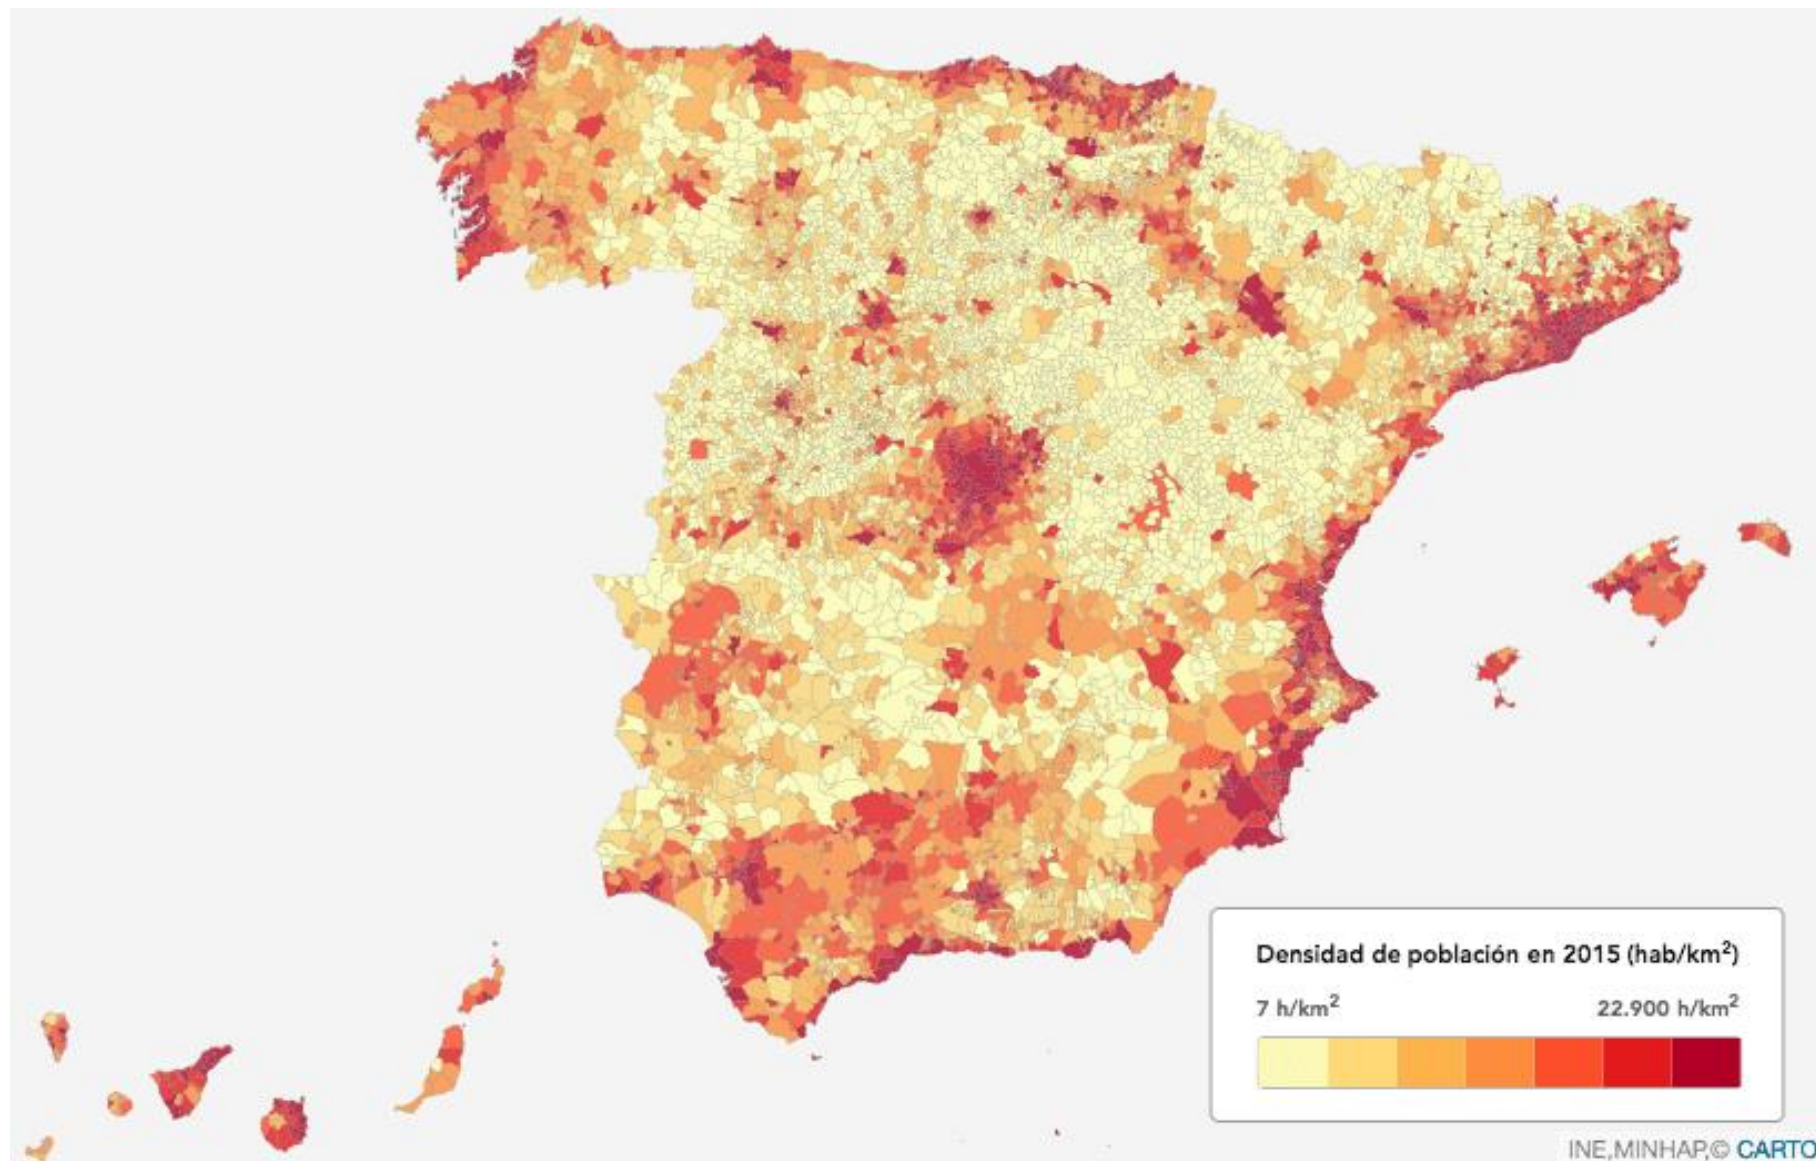 Densidad de población en 2015 (hab/km²)
7 h/km² 22.900 h/km²
INE,MINHAP,© CARTO